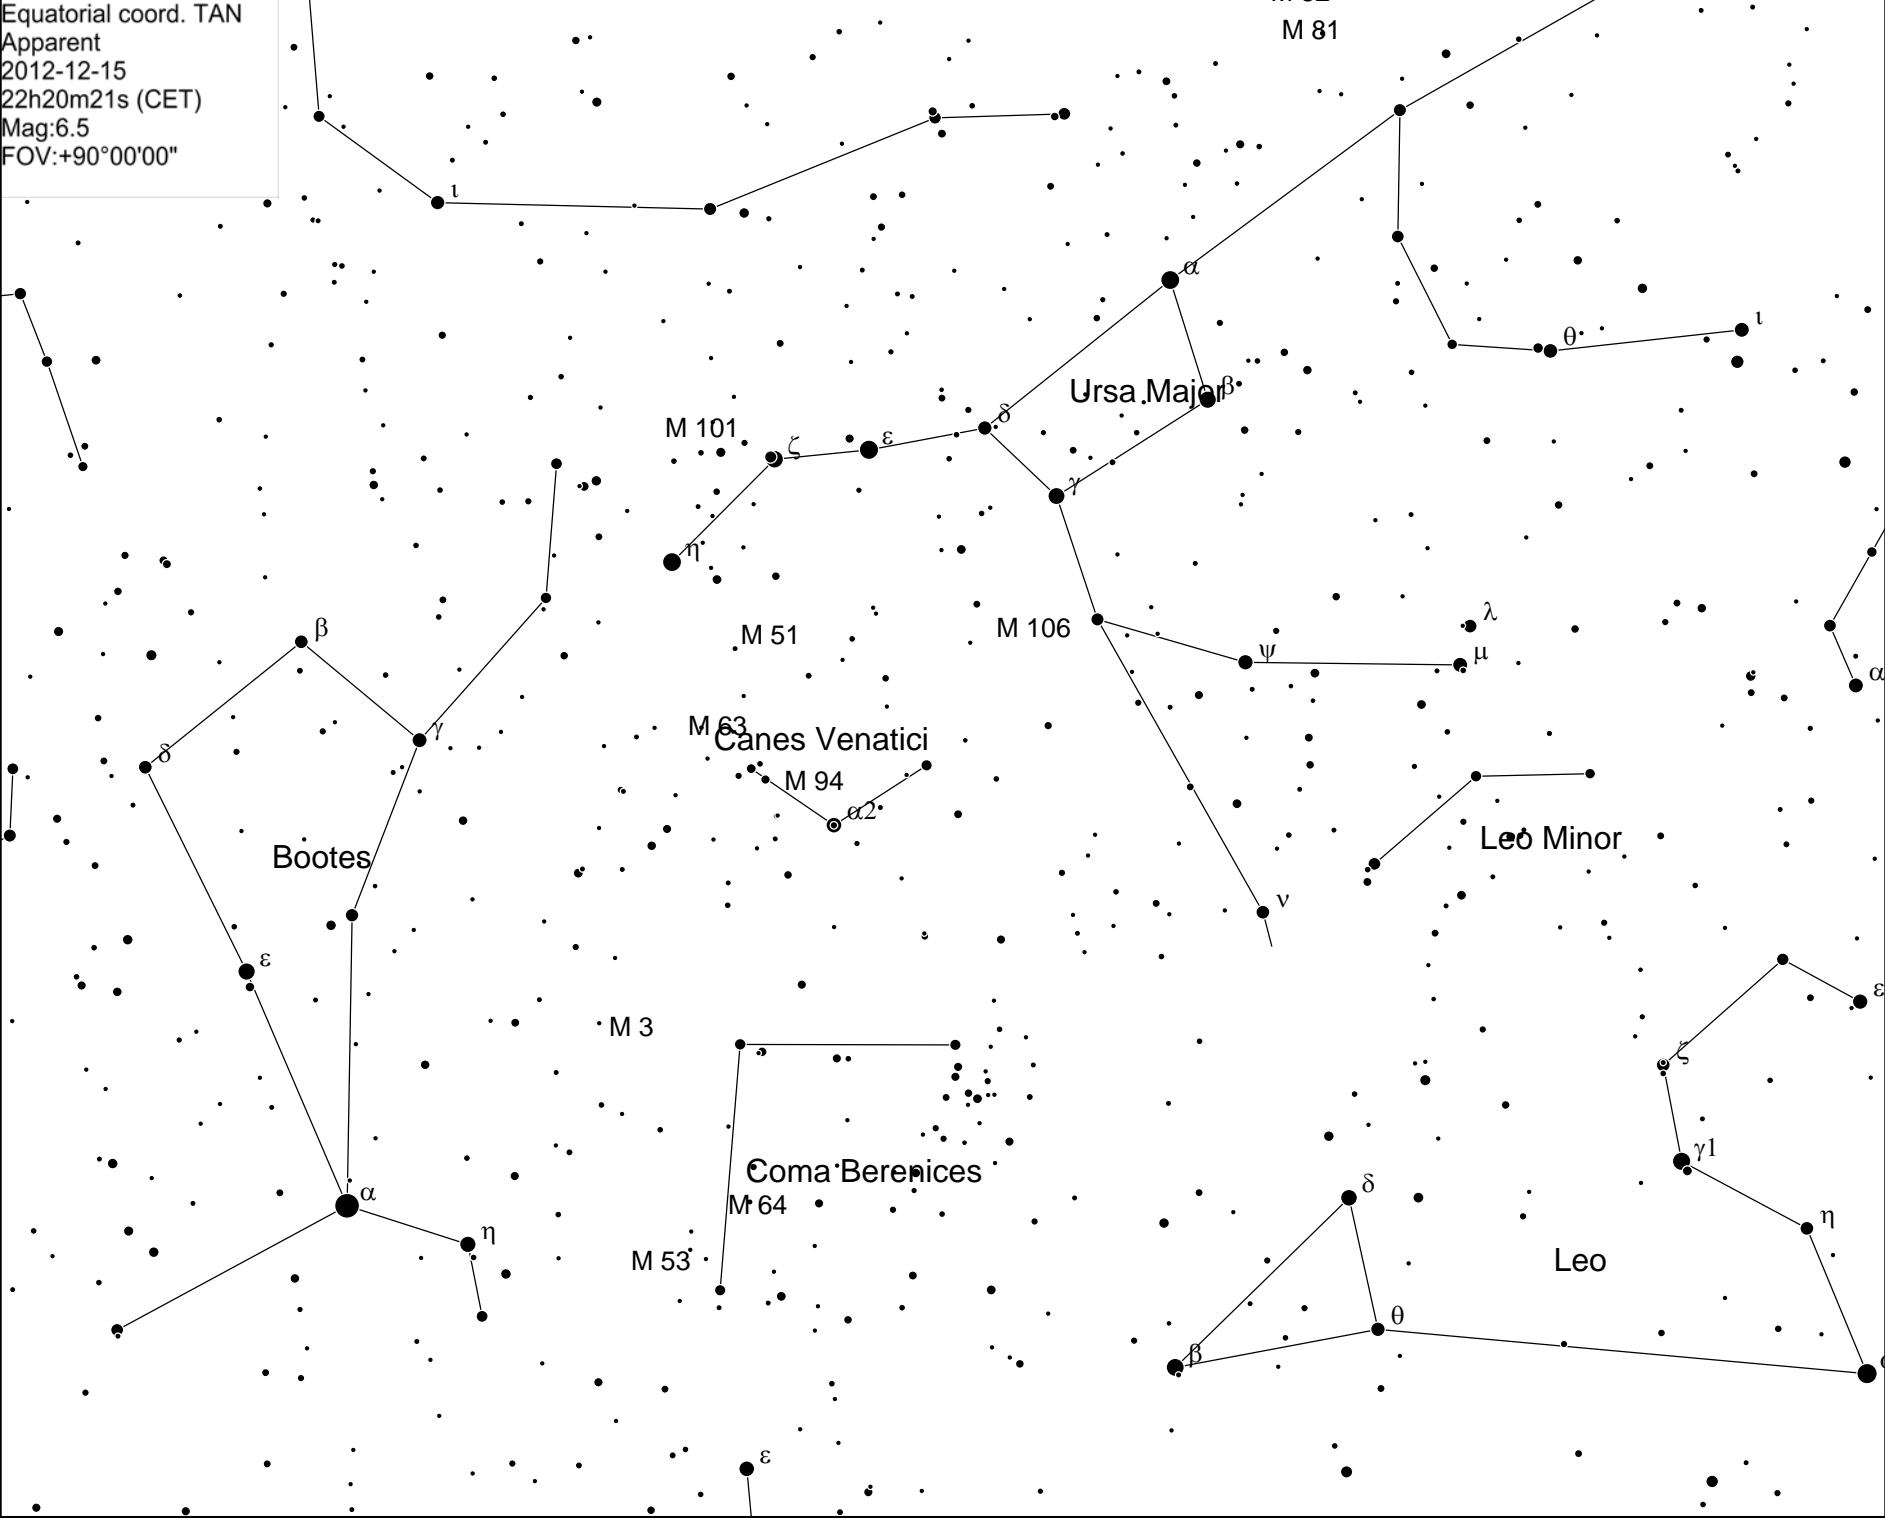 Equatorial coord. TAN
Apparent
2012-12-15
22h20m21s (CET)
Mag:6.5
FOV:+90°00'00"
M 81
ι
α
θ
ι
Ursa Major
β
δ
M 101
ζ
ε
γ
η
λ
β
M 51
M 106
ψ
μ
α
M 63
γ
Canes Venatici
δ
M 94
α2
Bootes
Leo Minor
ν
ε
ε
M 3
ζ
γ1
Coma Berenices
α
M 64
δ
η
η
M 53
Leo
θ
β
ε